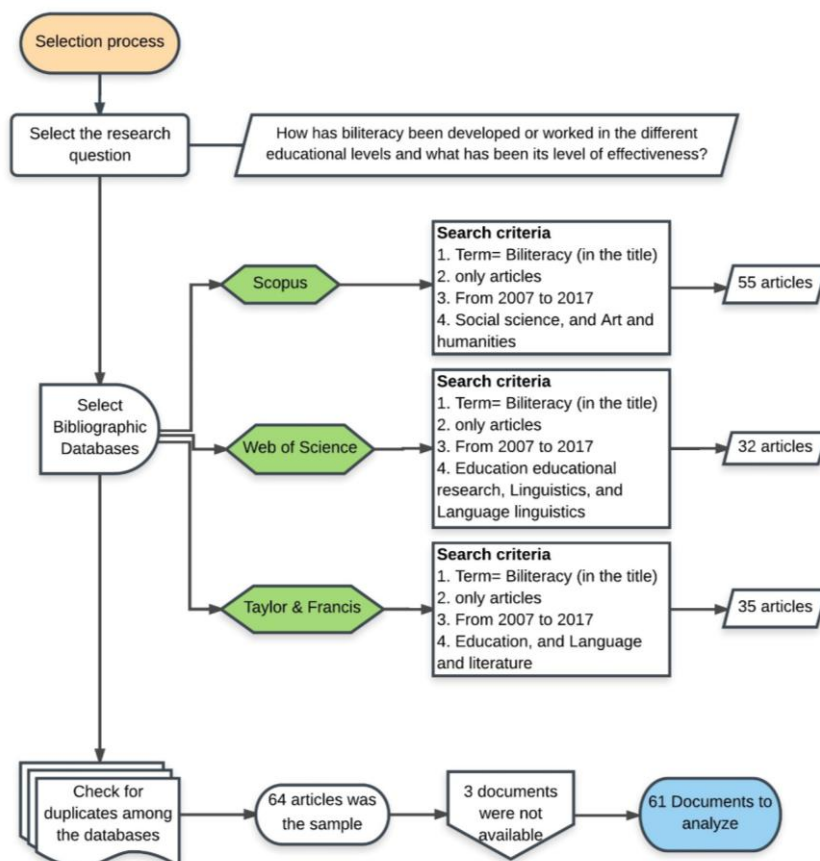 Selection process
Select the research
question
How has biliteracy been developed or worked in the different
educational levels and what has been its level of effectiveness?
Scopus
Search criteria
1. Term= Biliteracy (in the title)
2. only articles
3. From 2007 to 2017
4. Social science, and Art and
humanities
55 articles
Select
Bibliographic
Databases
Web of Science
Search criteria
1. Term= Biliteracy (in the title)
2. only articles
3. From 2007 to 2017
4. Education educational
research, Linguistics, and
Language linguistics
32 articles
Taylor & Francis
Search criteria
1. Term= Biliteracy (in the title)
2. only articles
3. From 2007 to 2017
4. Education, and Language
and literature
35 articles
Check for
duplicates among
the databases
64 articles was
the sample
3 documents
were not
available
61 Documents to
analyze